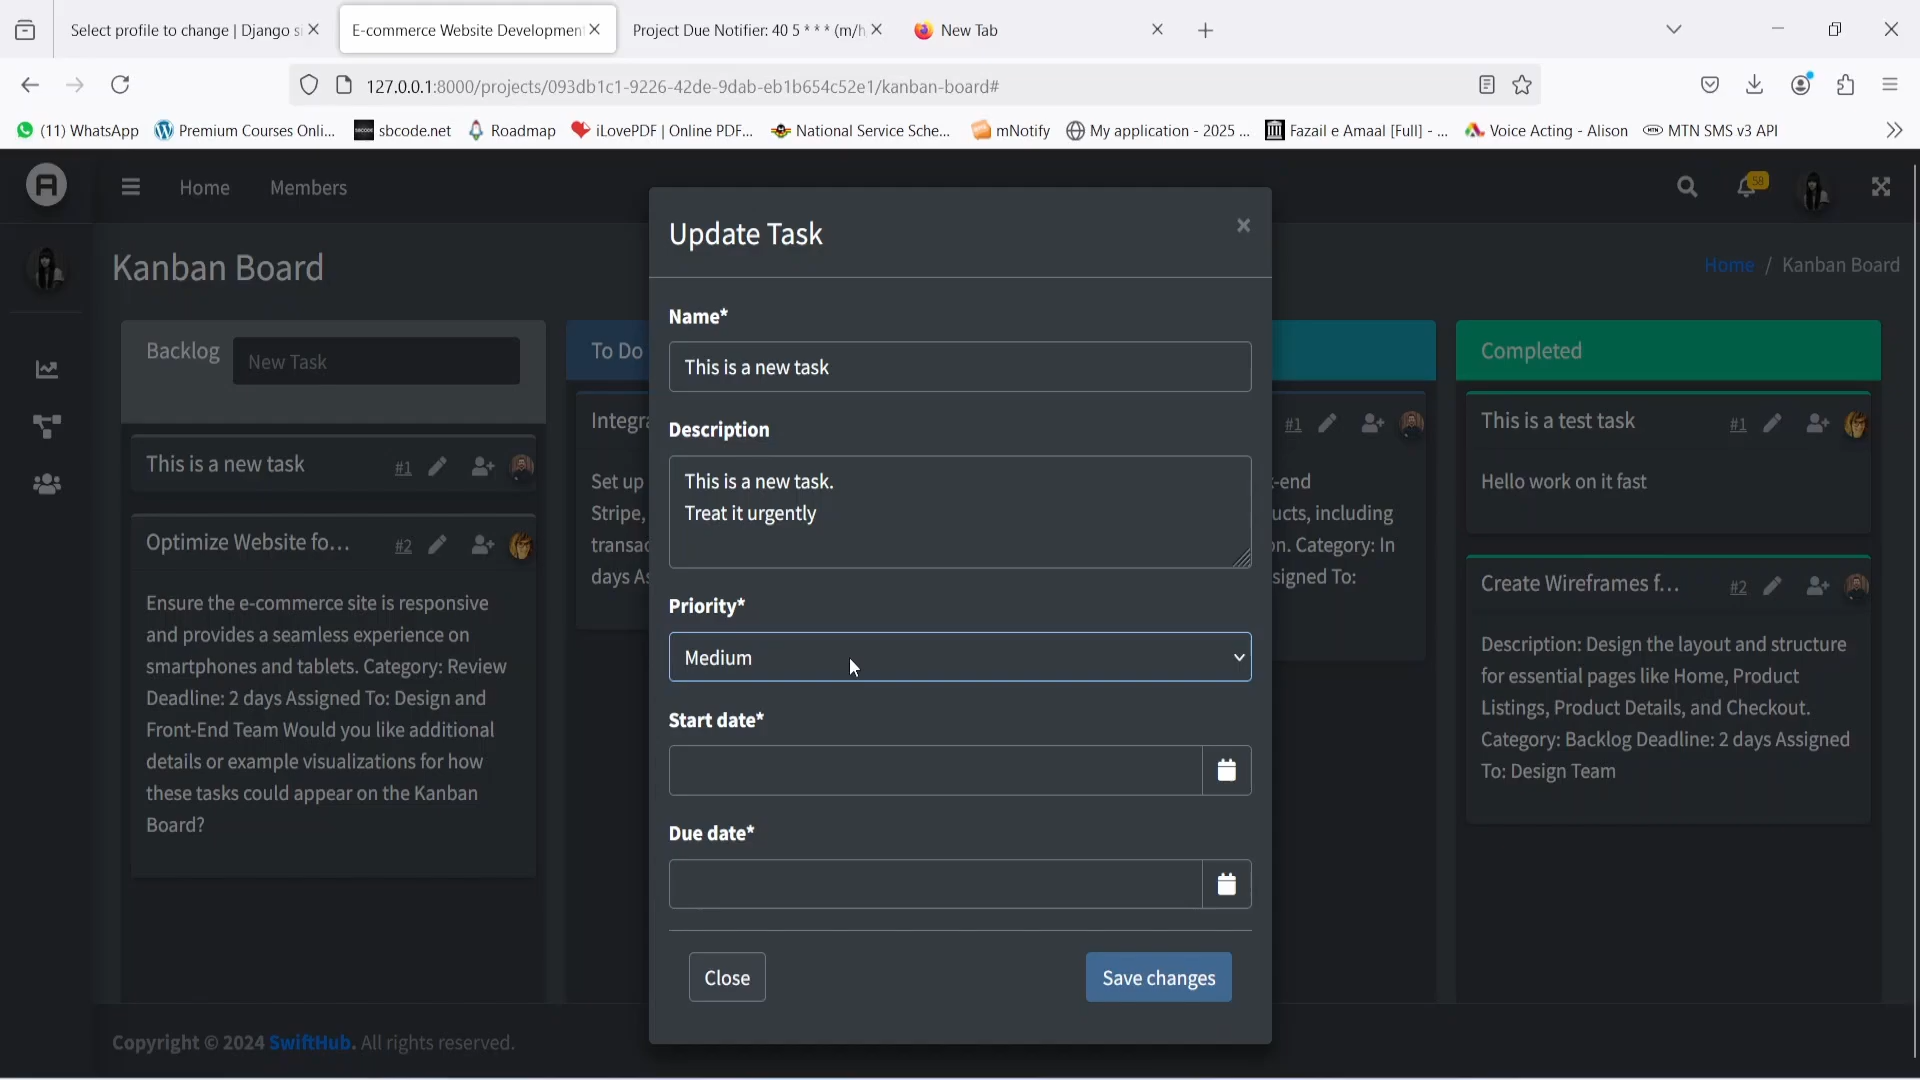 Select profile to change | Django si
E-commerce Website Developmen
Project Due Notifier: 40 5 * * * (m/h
New Tab
127.0.0.1:8000/projects/093db1c1-9226-42de-9dab-eb1b654c52e1/kanban-board#
(11) WhatsApp
Premium Courses Onli...
sbcode.net
Roadmap
iLovePDF | Online PDF...
National Service Sche...
mNotify
My application - 2025 ...
Fazail e Amaal [Full] - ...
Voice Acting - Alison
MTN SMS v3 API
Home
Members
58
Kanban Board
Home / Kanban Board
Backlog
New Task
This is a new task
#1
Optimize Website fo...
#2
Ensure the e-commerce site is responsive
and provides a seamless experience on
smartphones and tablets. Category: Review
Deadline: 2 days Assigned To: Design and
Front-End Team Would you like additional
details or example visualizations for how
these tasks could appear on the Kanban
Board?
To Do
Integra
Set up
Stripe,
transac
days As
Update Task
×
Name*
This is a new task
Description
This is a new task.
Treat it urgently
Priority*
Medium
Start date*
Due date*
Close
Save changes
#1
-end
ucts, including
n. Category: In
signed To:
Completed
This is a test task
#1
Hello work on it fast
Create Wireframes f...
#2
Description: Design the layout and structure
for essential pages like Home, Product
Listings, Product Details, and Checkout.
Category: Backlog Deadline: 2 days Assigned
To: Design Team
Copyright © 2024 SwiftHub. All rights reserved.